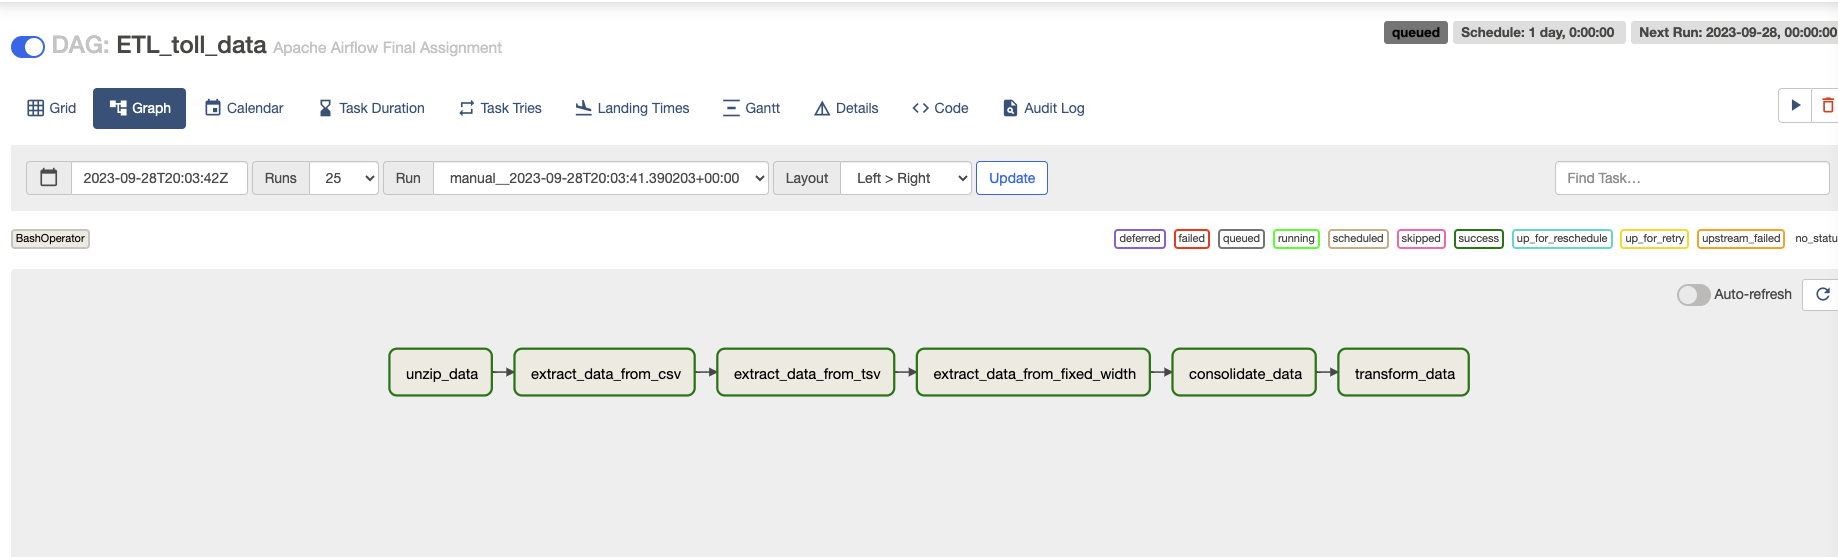 DAG: ETL_toll_data Apache Airflow Final Assignment
queued Schedule: 1 day, 0:00:00 Next Run: 2023-09-28, 00:00:00
Grid Graph Calendar Task Duration Task Tries Landing Times Gantt Details Code Audit Log
2023-09-28T20:03:42Z Runs 25 Run manual__2023-09-28T20:03:41.390203+00:00 Layout Left > Right Update Find Task…
BashOperator deferred failed queued running scheduled skipped success up_for_reschedule up_for_retry upstream_failed no_statu
Auto-refresh
unzip_data extract_data_from_csv extract_data_from_tsv extract_data_from_fixed_width consolidate_data transform_data